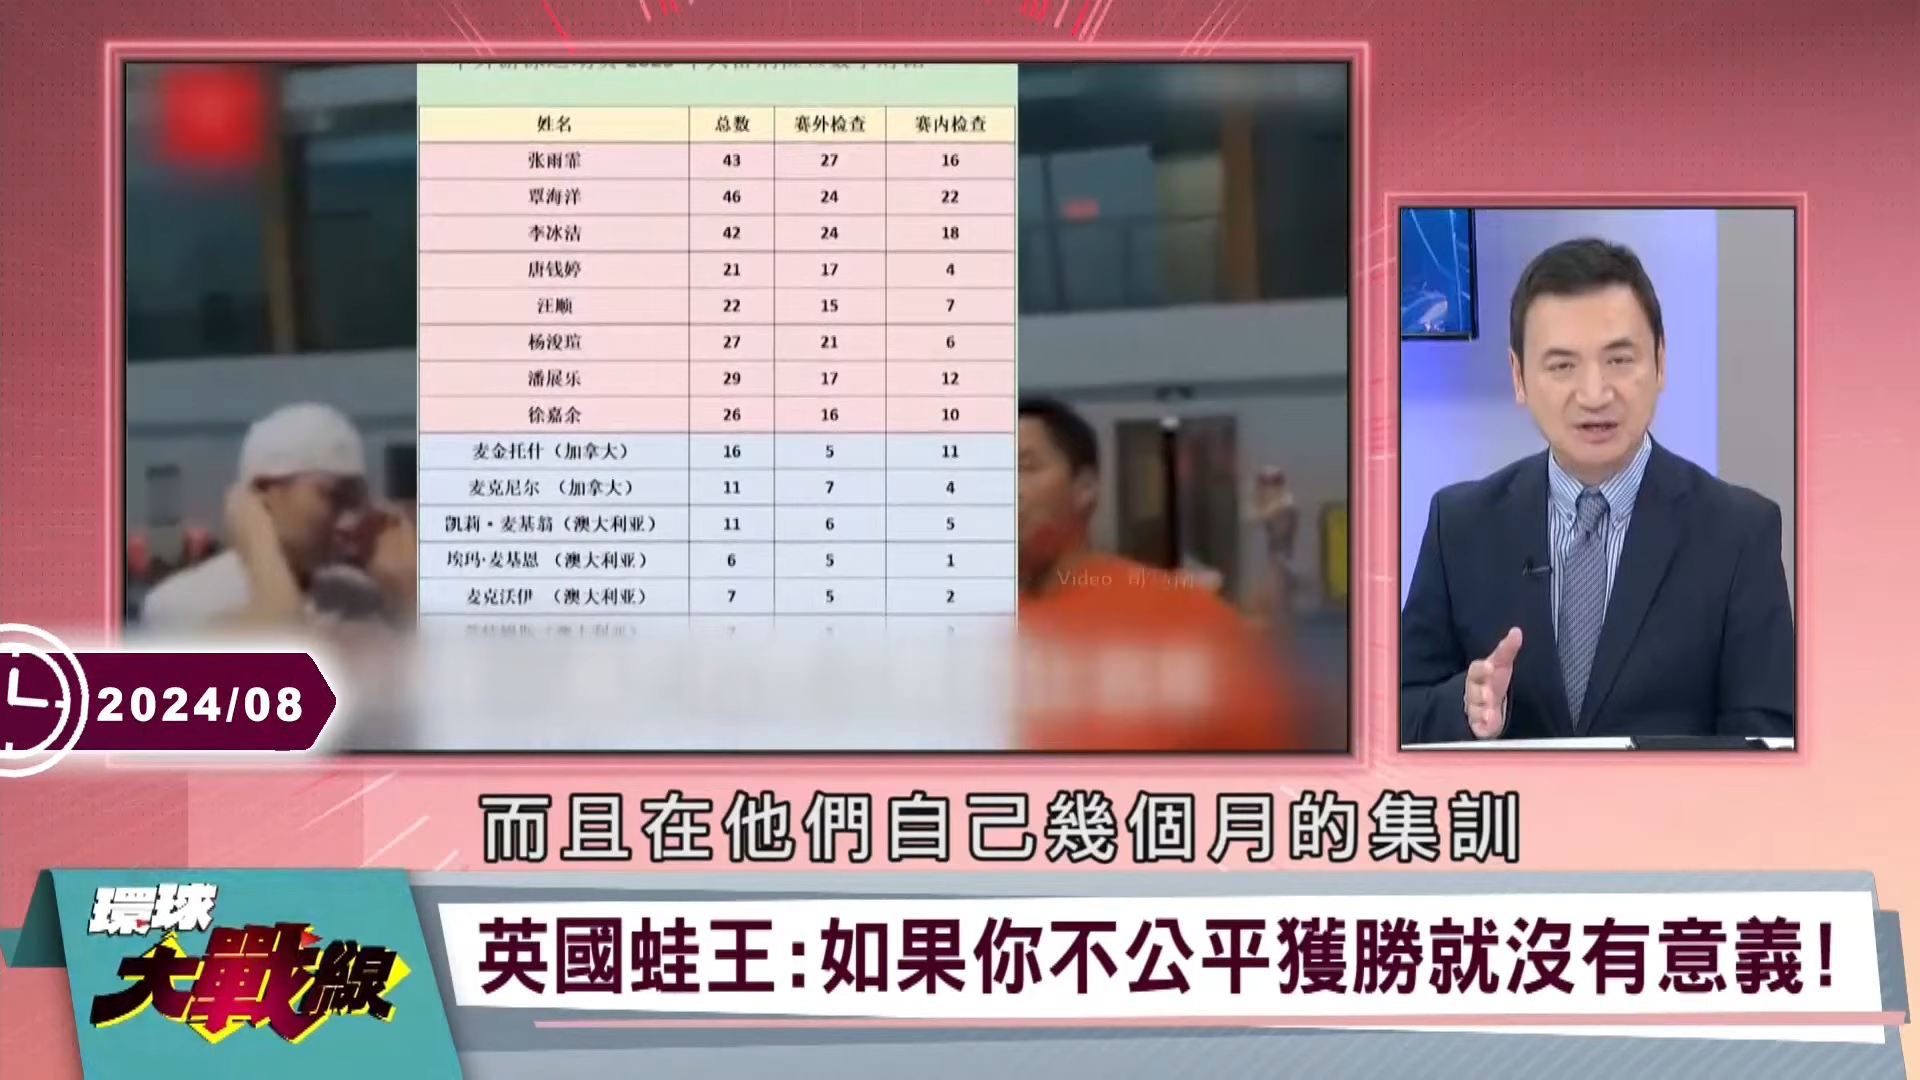 姓名 总数 赛外检查 赛内检查
张雨霏 43 27 16
覃海洋 46 24 22
李冰洁 42 24 18
唐钱婷 21 17 4
汪顺 22 15 7
杨浚瑄 27 21 6
潘展乐 29 17 12
徐嘉余 26 16 10
麦金托什（加拿大） 16 5 11
麦克尼尔（加拿大） 11 7 4
凯莉·麦基翁（澳大利亚） 11 6 5
埃玛·麦基恩（澳大利亚） 6 5 1
麦克沃伊（澳大利亚） 7 5 2
Video
2024/08
而且在他們自己幾個月的集訓
環球
大戰線
英國蛙王:如果你不公平獲勝就沒有意義!